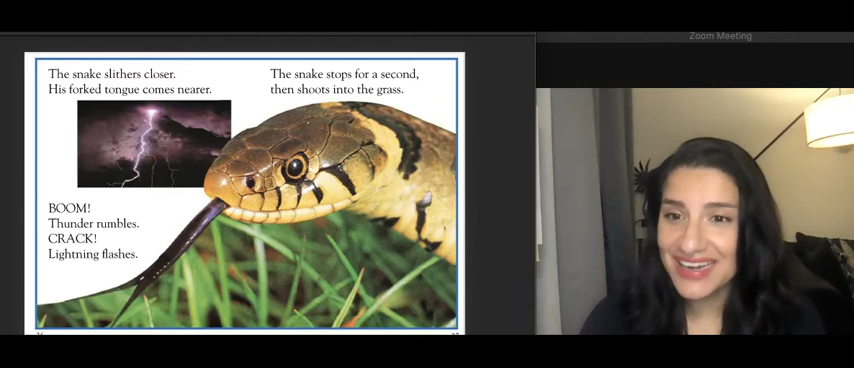 Zoom Meeting
The snake slithers closer.
His forked tongue comes nearer.
The snake stops for a second,
then shoots into the grass.
BOOM!
Thunder rumbles.
CRACK!
Lightning flashes.